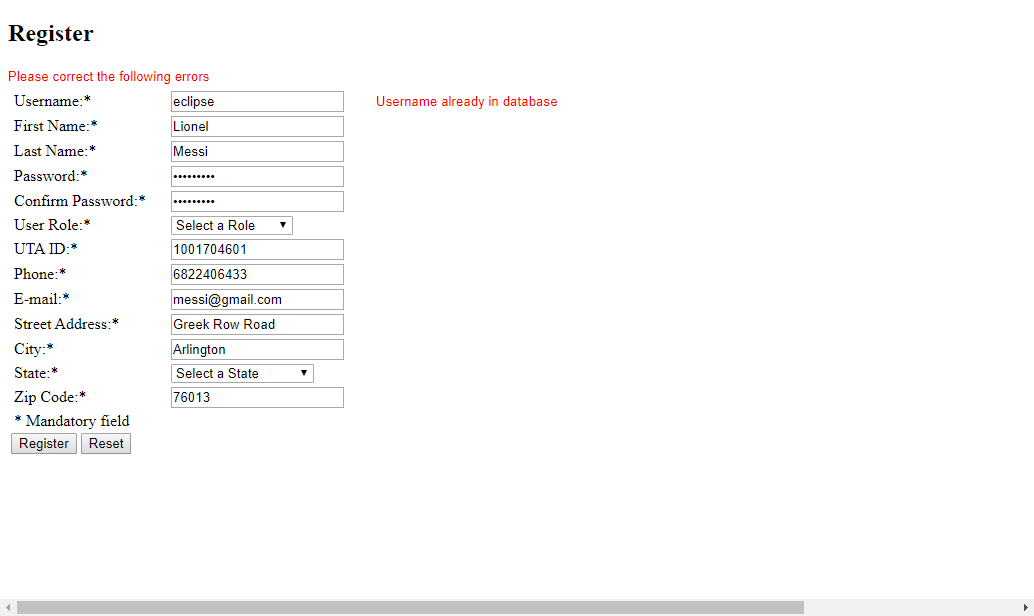 Register
Please correct the following errors
Username:* eclipse Username already in database
First Name:* Lionel
Last Name:* Messi
Password:* •••••••••
Confirm Password:* •••••••••
User Role:* Select a Role
UTA ID:* 1001704601
Phone:* 6822406433
E-mail:* messi@gmail.com
Street Address:* Greek Row Road
City:* Arlington
State:* Select a State
Zip Code:* 76013
* Mandatory field
Register Reset